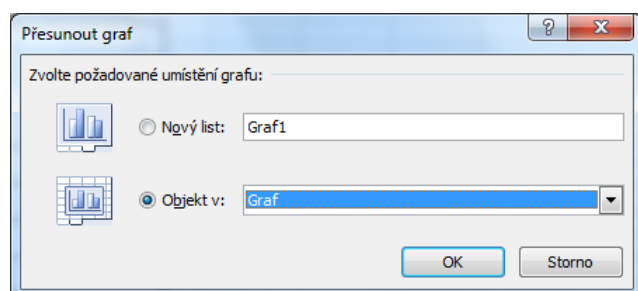 Přesunout graf
Zvolte požadované umístění grafu:
Nový list: Graf1
Objekt v: Graf
OK Storno